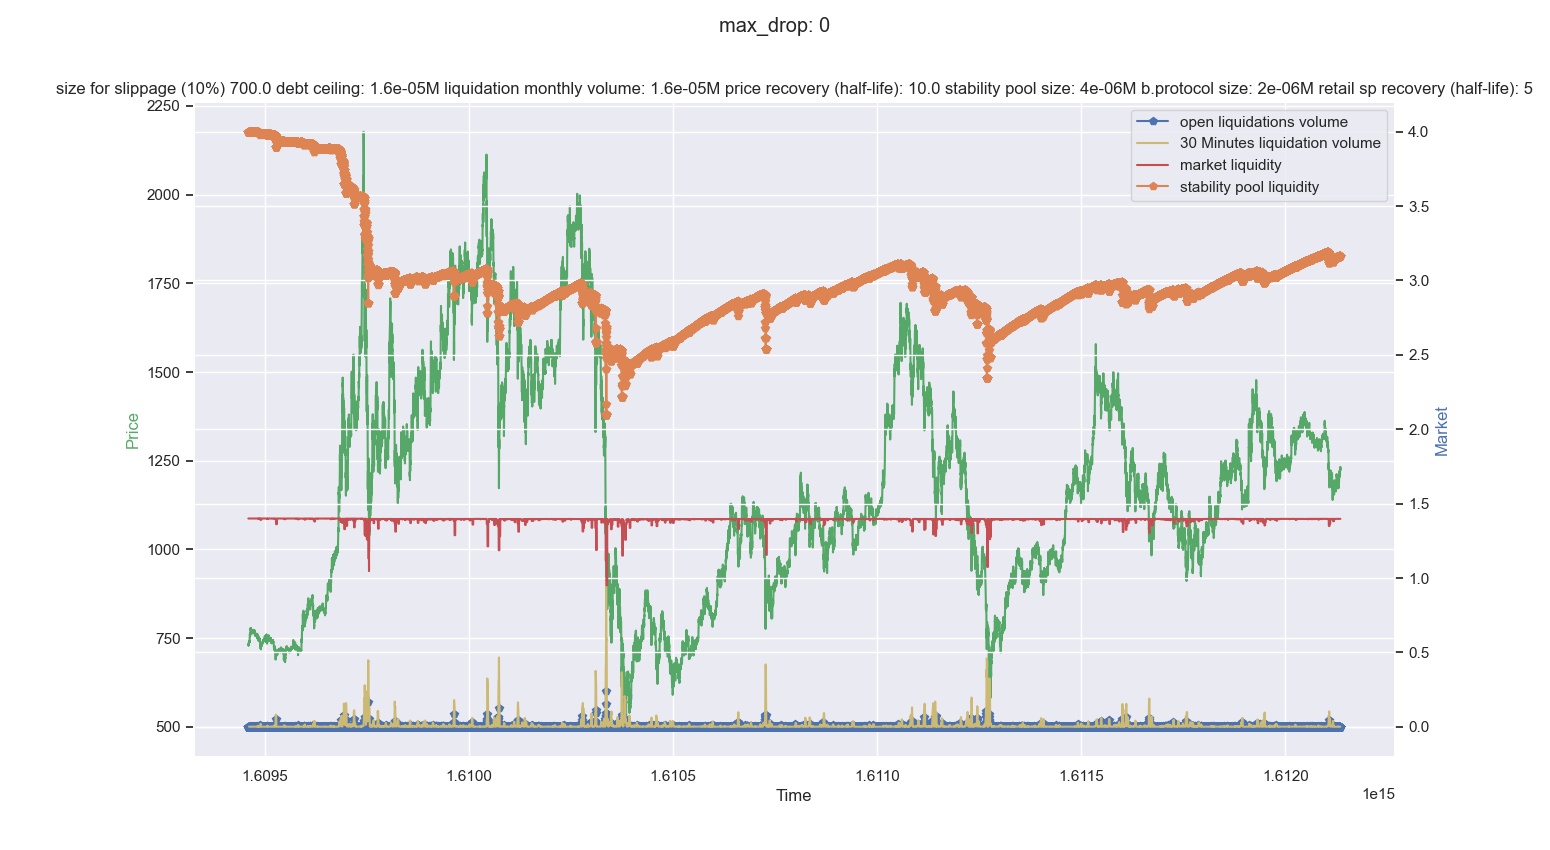 max_drop: 0
size for slippage (10%) 700.0 debt ceiling: 1.6e-05M liquidation monthly volume: 1.6e-05M price recovery (half-life): 10.0 stability pool size: 4e-06M b.protocol size: 2e-06M retail sp recovery (half-life): 5
open liquidations volume
30 Minutes liquidation volume
market liquidity
stability pool liquidity
2250
2000
1750
1500
1250
1000
750
500
Price
4.0
3.5
3.0
2.5
2.0
1.5
1.0
0.5
0.0
Market
1.6095 1.6100 1.6105 1.6110 1.6115 1.6120
Time
1e15